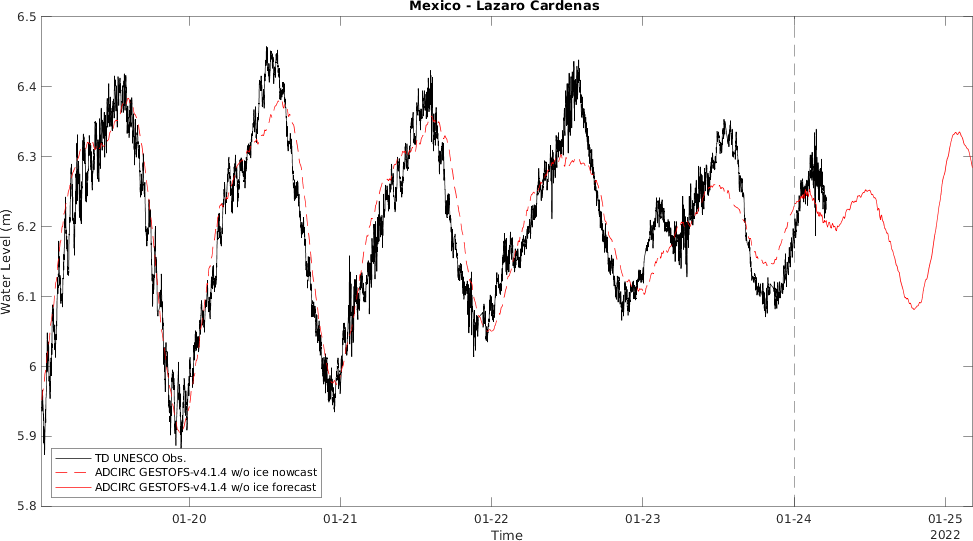 Mexico - Lazaro Cardenas
6.5
6.4
6.3
6.2
6.1
6
5.9
5.8
Water Level (m)
TD UNESCO Obs.
ADCIRC GESTOFS-v4.1.4 w/o ice nowcast
ADCIRC GESTOFS-v4.1.4 w/o ice forecast
01-20 01-21 01-22 01-23 01-24 01-25
Time 2022